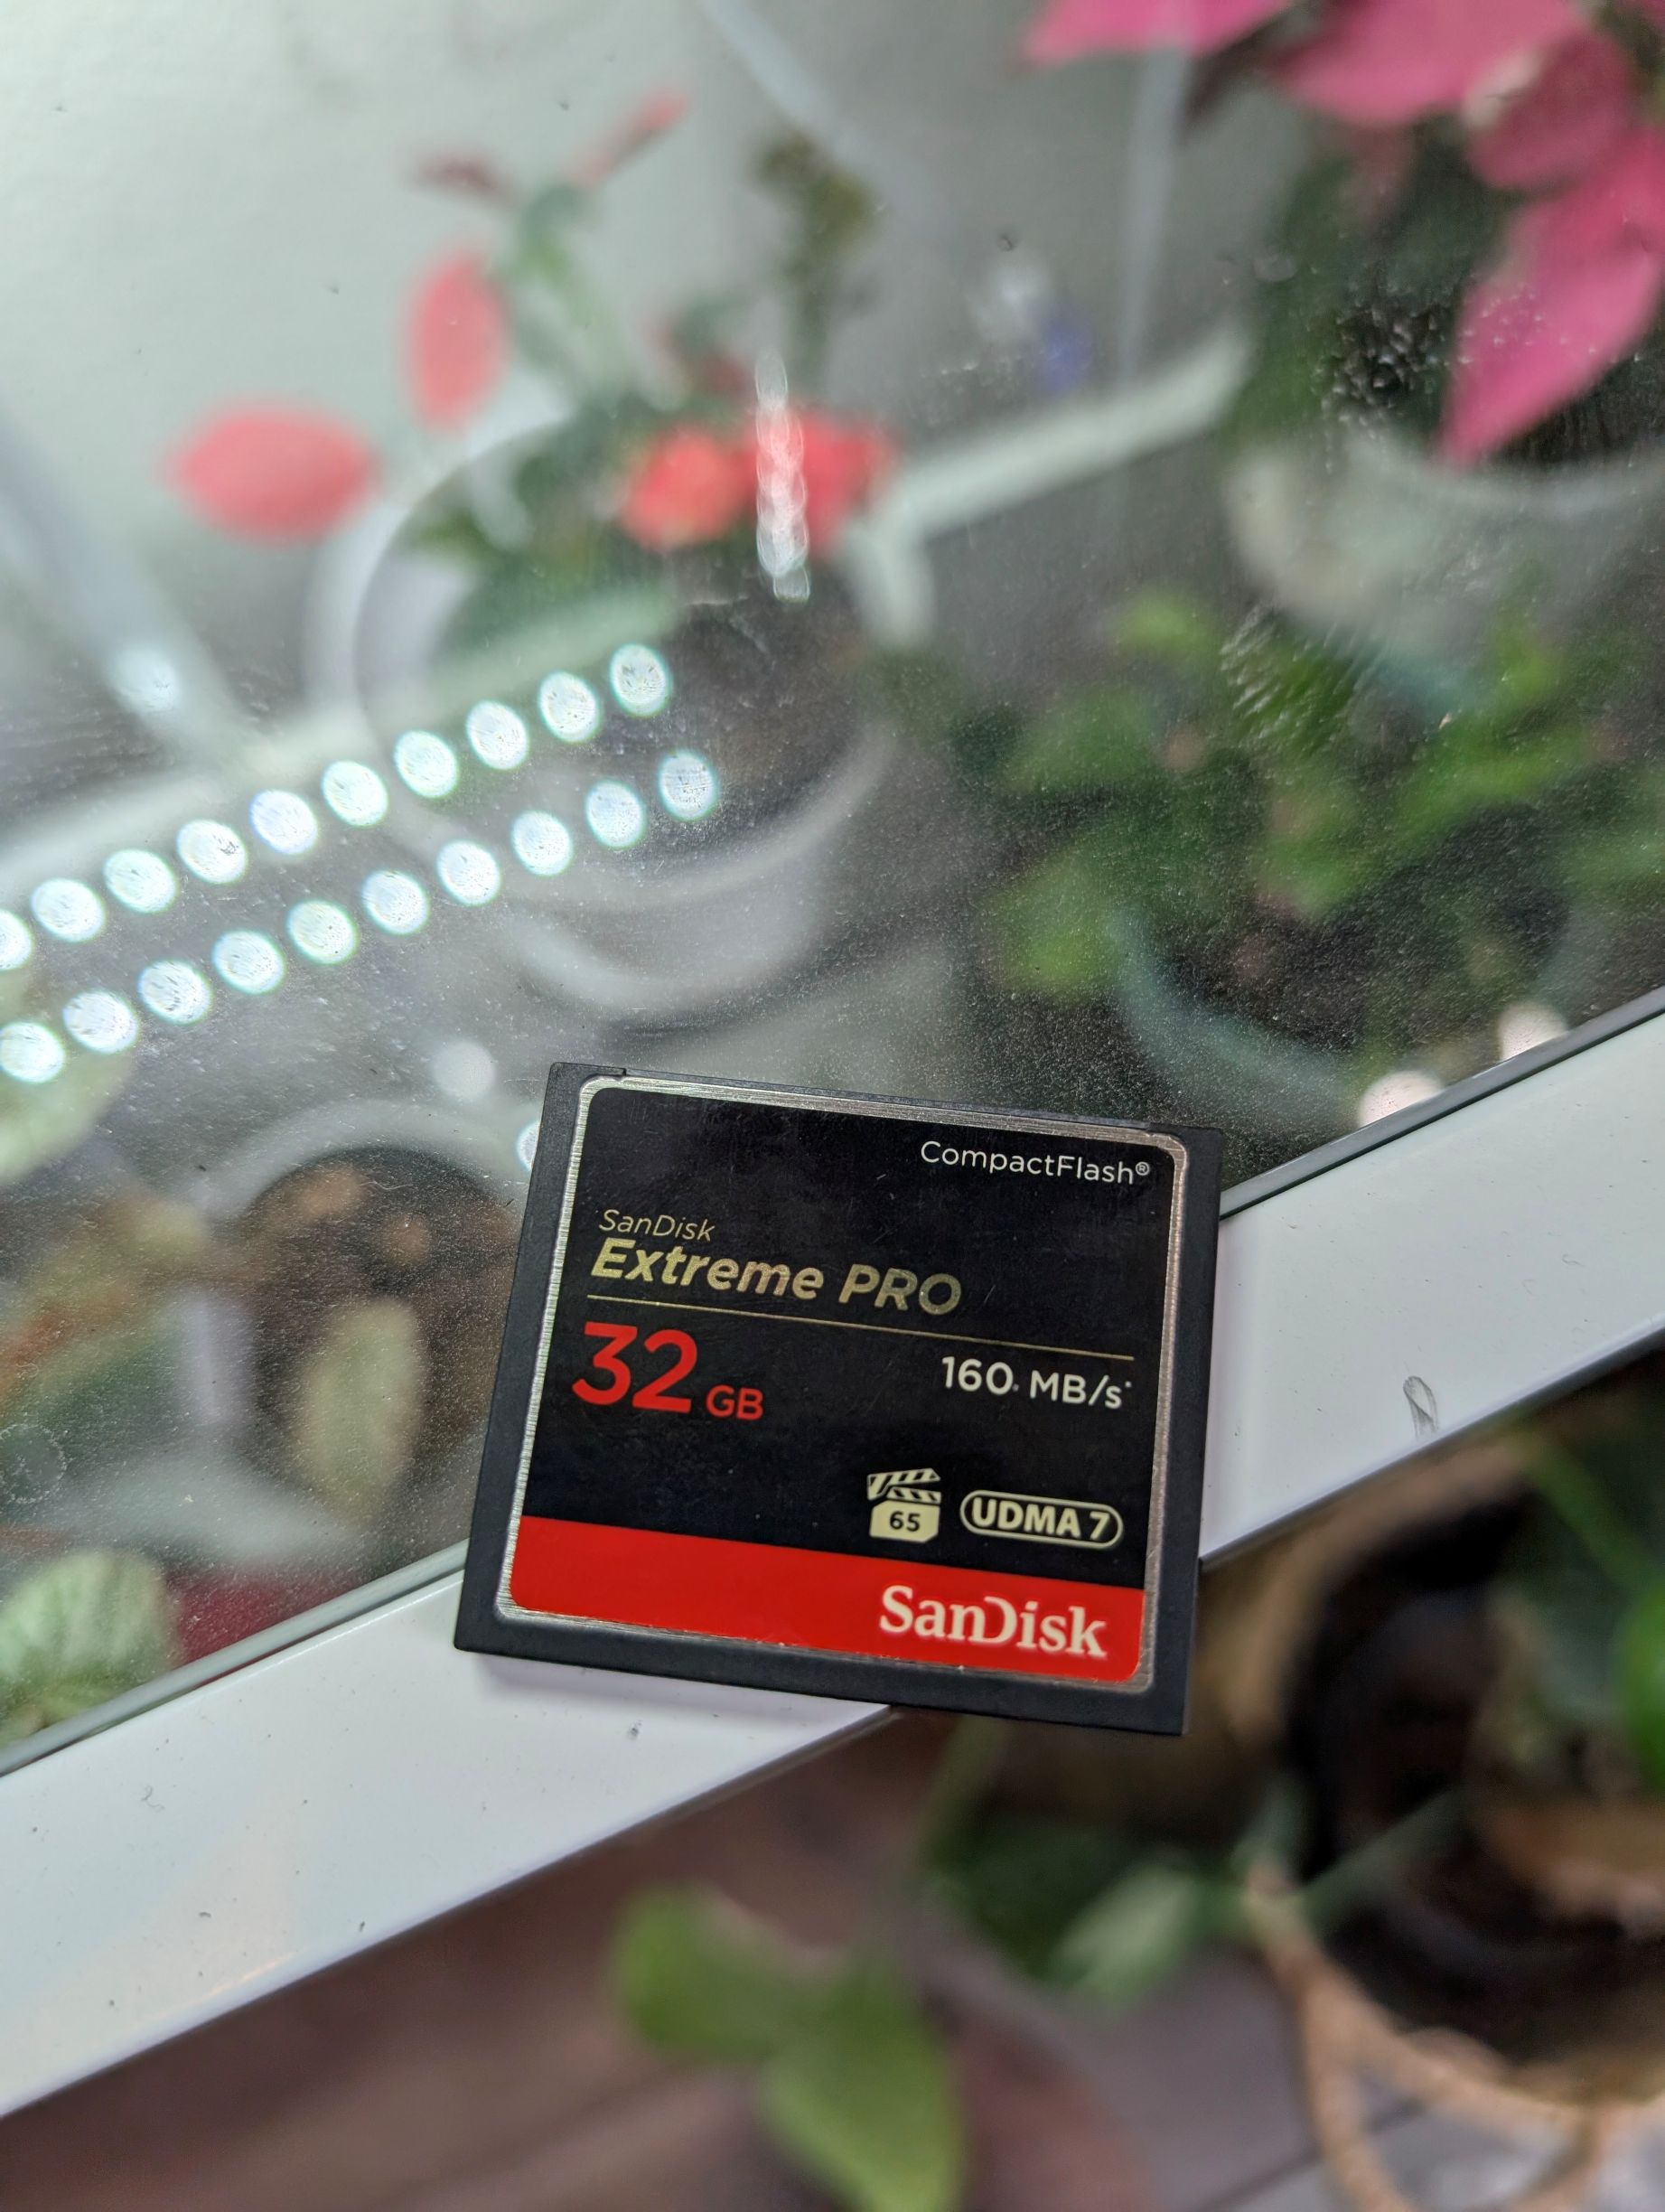 CompactFlash®
SanDisk
Extreme PRO
32 GB 160 MB/s*
65 UDMA 7
SanDisk